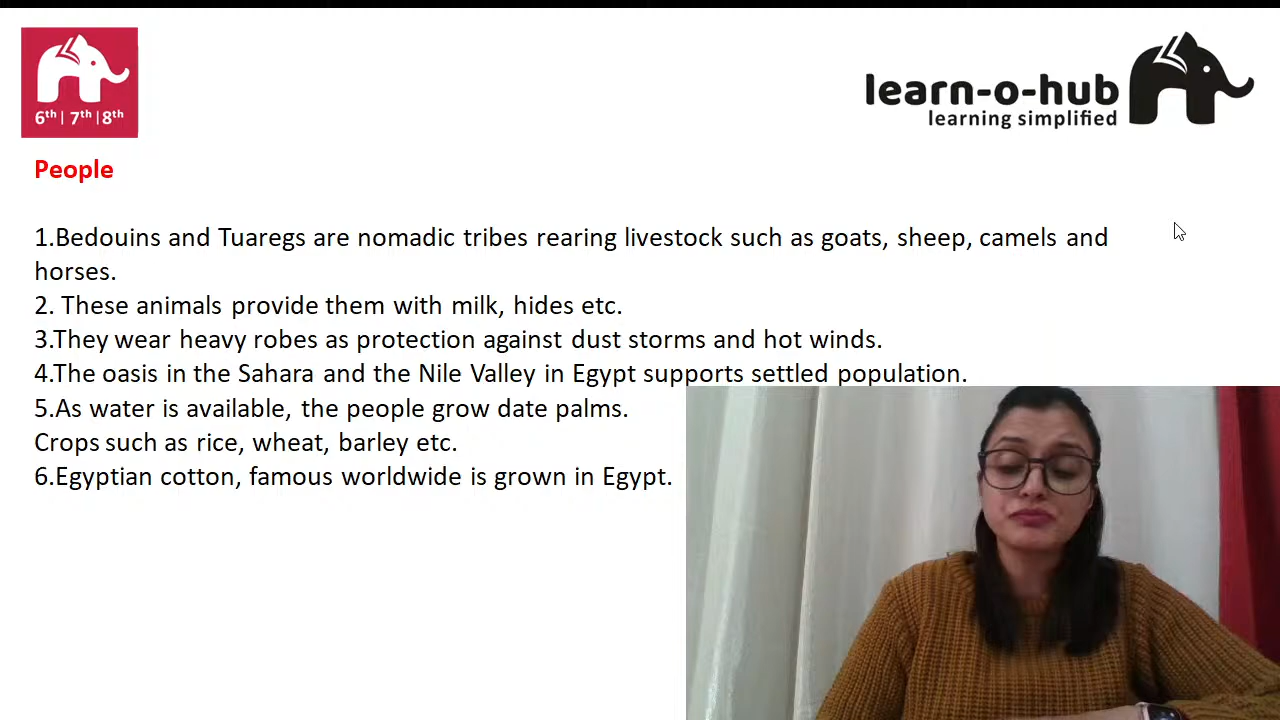 6th | 7th | 8th
learn-o-hub
learning simplified
People
1.Bedouins and Tuaregs are nomadic tribes rearing livestock such as goats, sheep, camels and
horses.
2. These animals provide them with milk, hides etc.
3.They wear heavy robes as protection against dust storms and hot winds.
4.The oasis in the Sahara and the Nile Valley in Egypt supports settled population.
5.As water is available, the people grow date palms.
Crops such as rice, wheat, barley etc.
6.Egyptian cotton, famous worldwide is grown in Egypt.